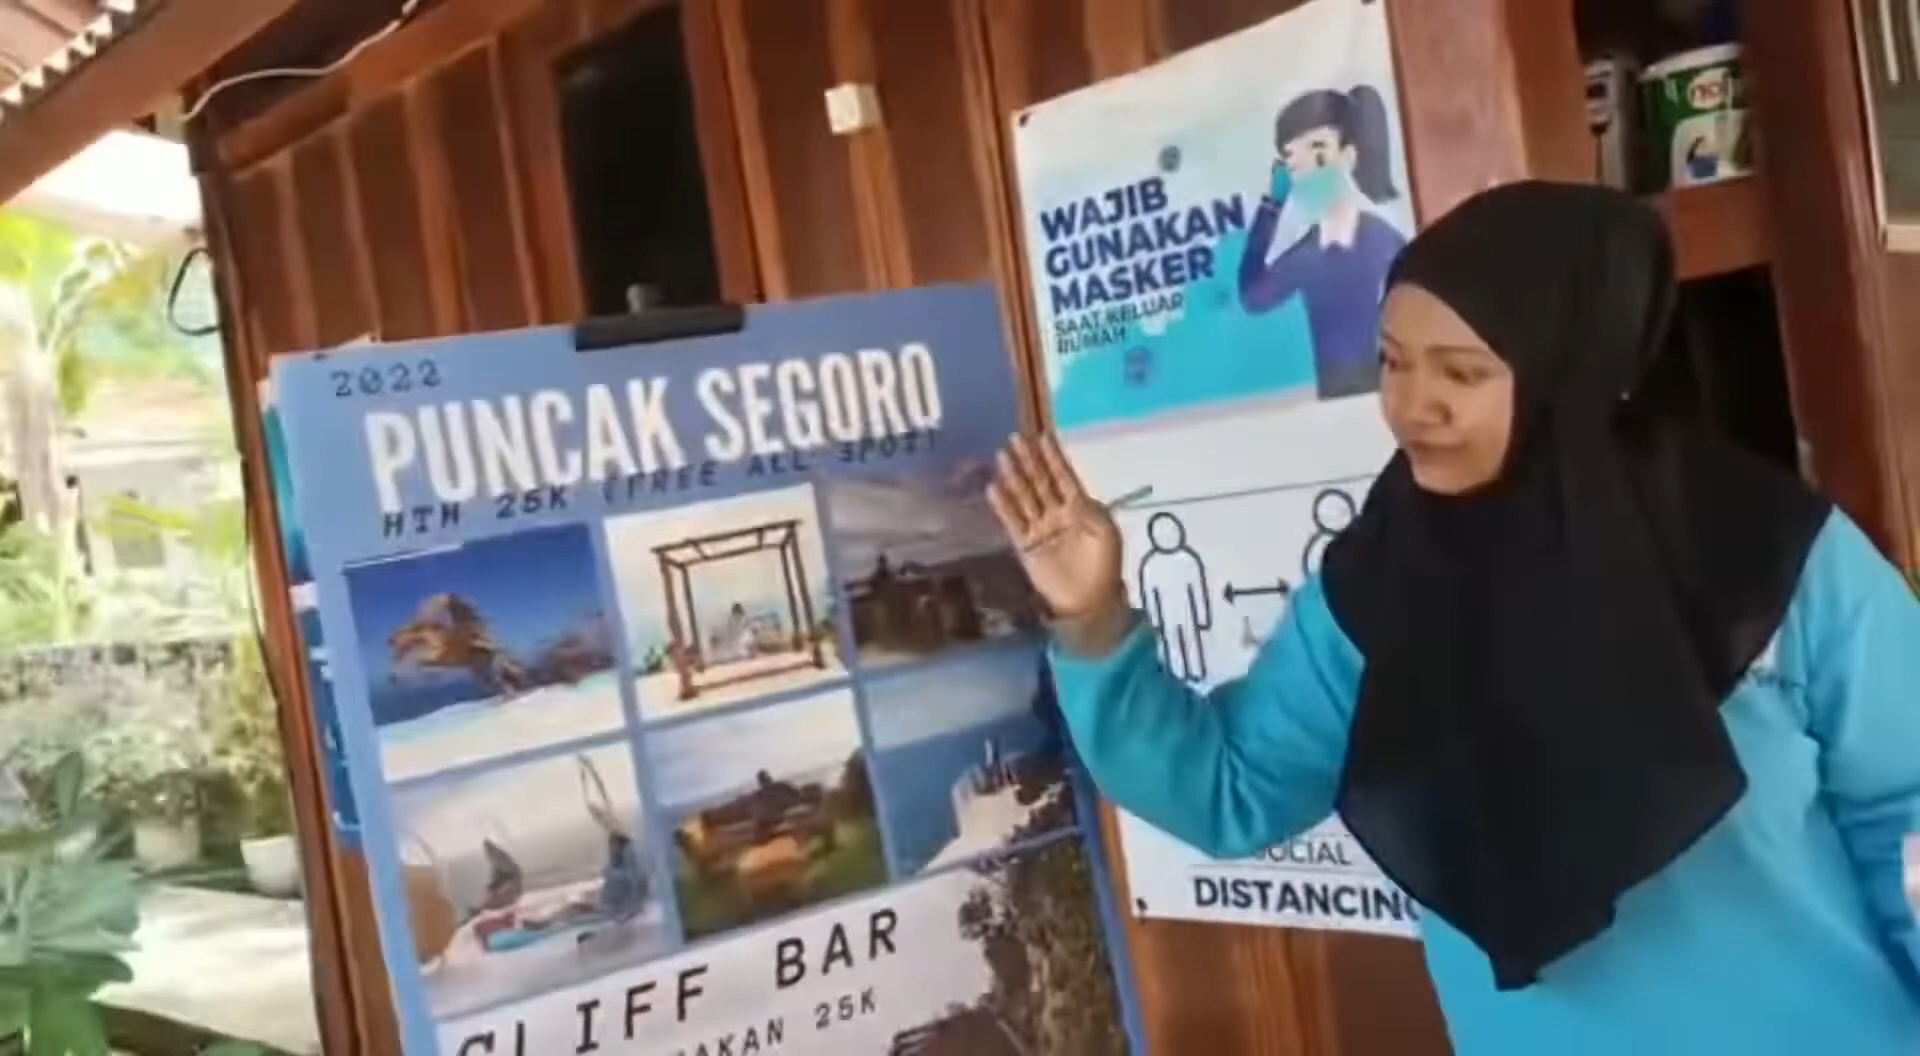 2022
PUNCAK SEGORO
HTM 25K (FREE ALL SPOT)
CLIFF BAR
25K
WAJIB
GUNAKAN
MASKER
SAAT KELUAR
RUMAH
SOCIAL
DISTANCING